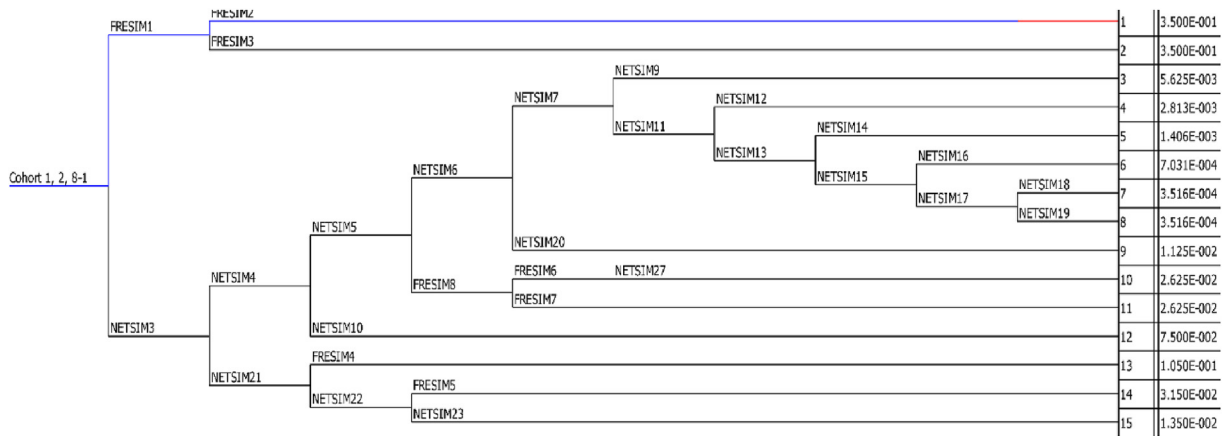 FRESIM2
FRESIM1
1 3.500E-001
FRESIM3
2 3.500E-001
NETSIM9
3 5.625E-003
NETSIM7
NETSIM12
4 2.813E-003
NETSIM11
NETSIM14
5 1.406E-003
NETSIM13
NETSIM16
6 7.031E-004
NETSIM6
NETSIM15
Cohort 1, 2, 8-1
NETSIM18
7 3.516E-004
NETSIM17
NETSIM19
8 3.516E-004
NETSIM5
NETSIM20
9 1.125E-002
NETSIM4
FRESIM8
FRESIM6 NETSIM27
10 2.625E-002
FRESIM7
11 2.625E-002
NETSIM3
NETSIM10
12 7.500E-002
FRESIM4
13 1.050E-001
NETSIM21
FRESIM5
14 3.150E-002
NETSIM22
NETSIM23
15 1.350E-002